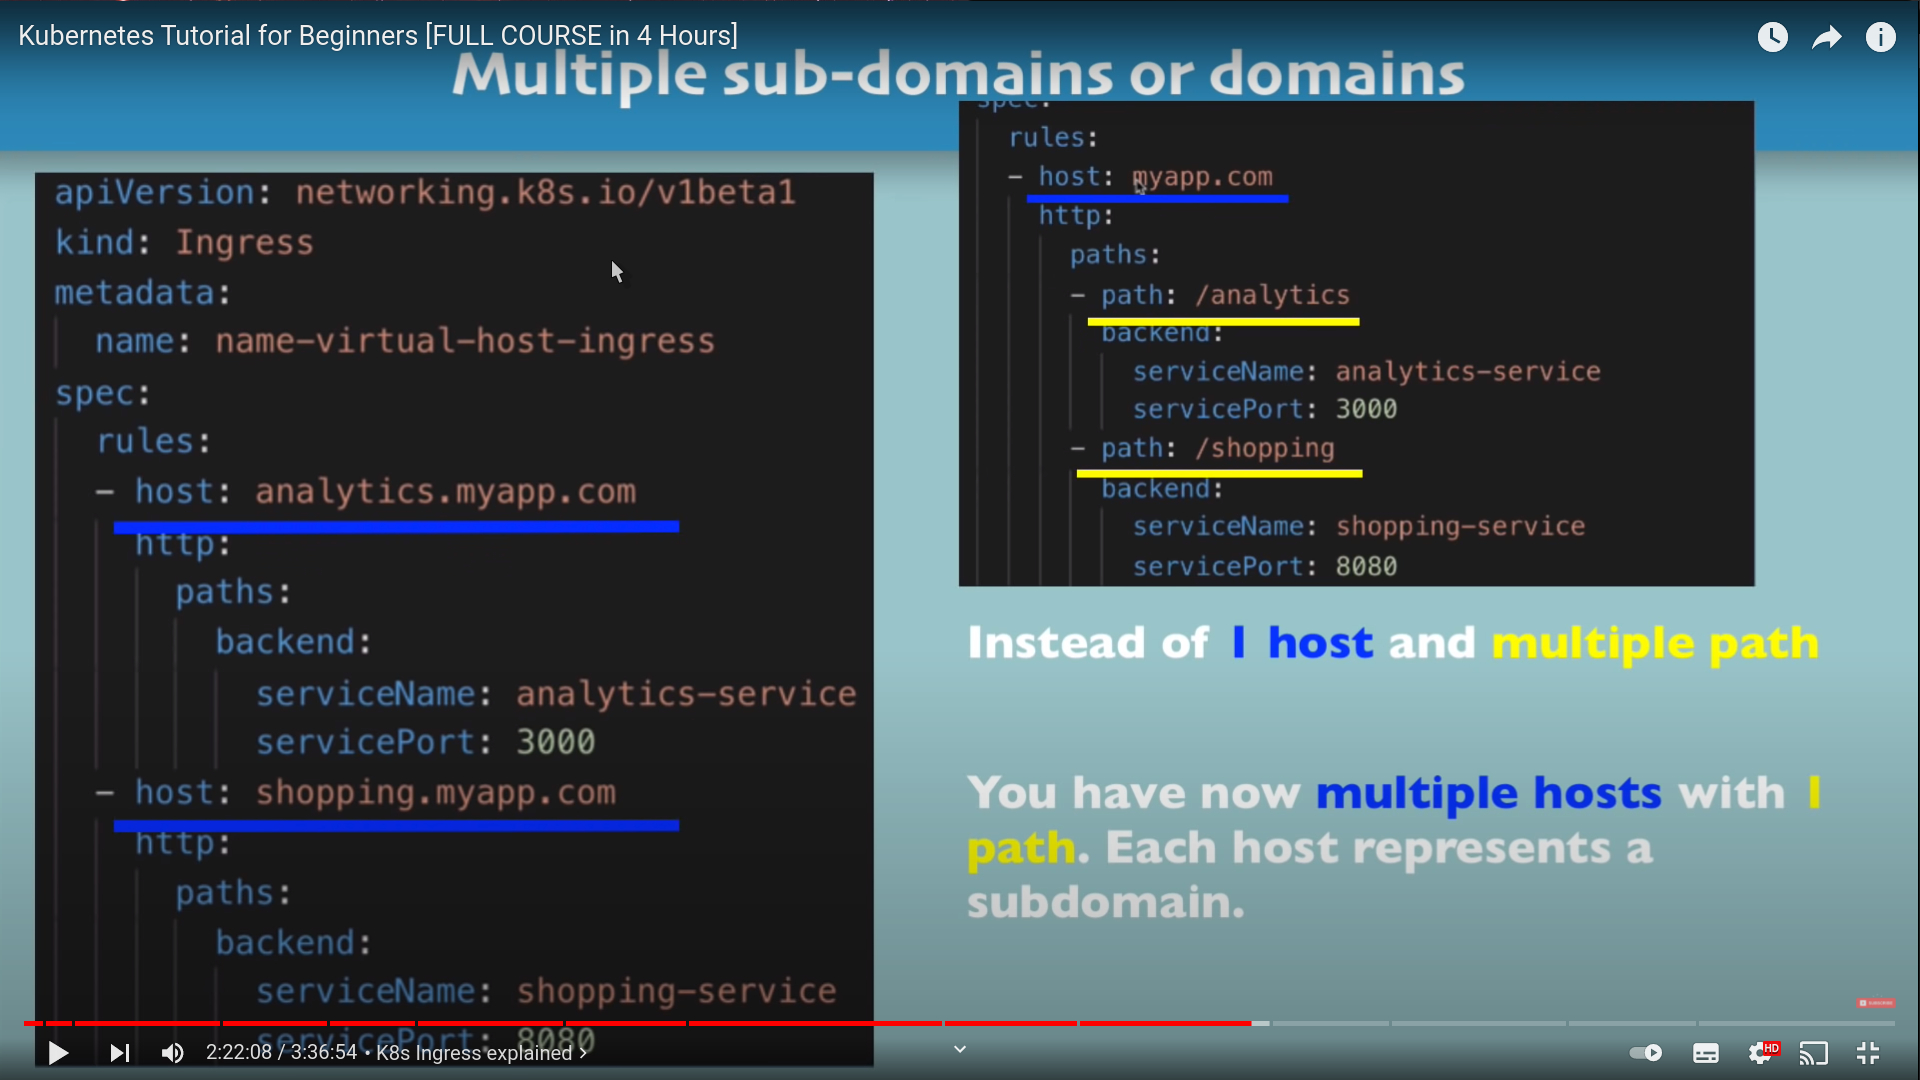 Kubernetes Tutorial for Beginners [FULL COURSE in 4 Hours]
Multiple sub-domains or domains
apiVersion: networking.k8s.io/v1beta1
kind: Ingress
metadata:
  name: name-virtual-host-ingress
spec:
  rules:
  - host: analytics.myapp.com
    http:
      paths:
        backend:
          serviceName: analytics-service
          servicePort: 3000
  - host: shopping.myapp.com
    http:
      paths:
        backend:
          serviceName: shopping-service
          servicePort: 8080
spec:
  rules:
  - host: myapp.com
    http:
      paths:
      - path: /analytics
        backend:
          serviceName: analytics-service
          servicePort: 3000
      - path: /shopping
        backend:
          serviceName: shopping-service
          servicePort: 8080
Instead of 1 host and multiple path
You have now multiple hosts with 1
path. Each host represents a
subdomain.
SUBSCRIBE
2:22:08 / 3:36:54 • K8s Ingress explained
HD